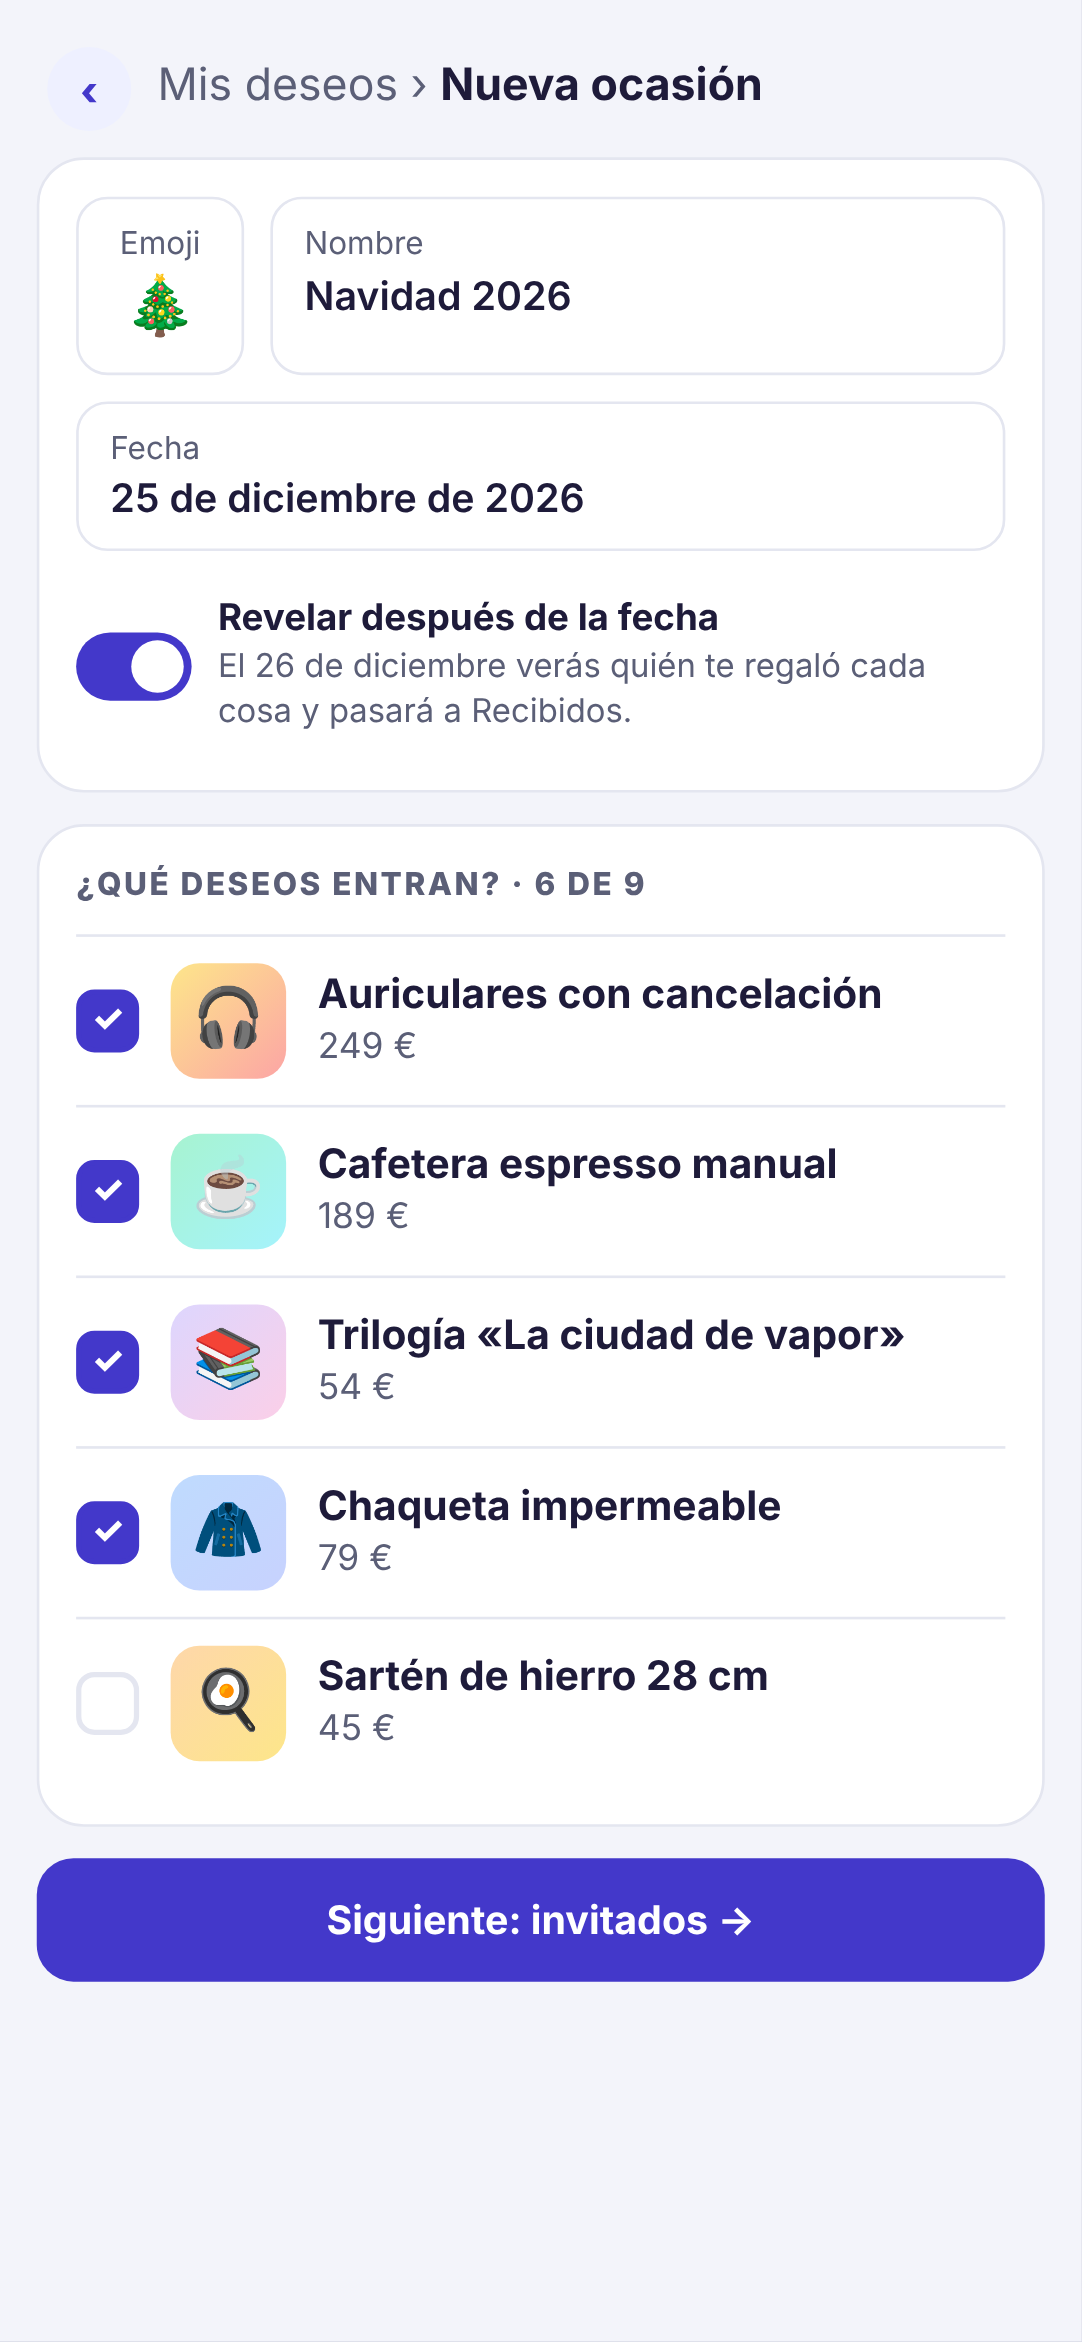 ‹ Mis deseos › Nueva ocasión
Emoji
Nombre
Navidad 2026
Fecha
25 de diciembre de 2026
Revelar después de la fecha
El 26 de diciembre verás quién te regaló cada
cosa y pasará a Recibidos.
¿QUÉ DESEOS ENTRAN? · 6 DE 9
Auriculares con cancelación
249 €
Cafetera espresso manual
189 €
Trilogía «La ciudad de vapor»
54 €
Chaqueta impermeable
79 €
Sartén de hierro 28 cm
45 €
Siguiente: invitados →